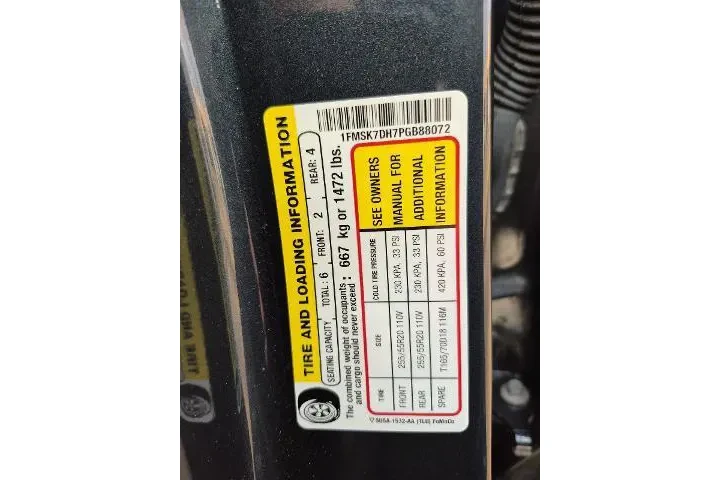 TIRE AND LOADING INFORMATION
SEATING CAPACITY TOTAL: 6 FRONT: 2 REAR: 4
The combined weight of occupants and cargo should never exceed: 667 kg or 1472 lbs.
1FMSK7DH7PGB88072
TIRE SIZE COLD TIRE PRESSURE SEE OWNERS
FRONT 255/55R20 110V 230 KPA, 33 PSI MANUAL FOR
REAR 255/55R20 110V 230 KPA, 33 PSI ADDITIONAL
SPARE T165/70D18 116M 420 KPA, 60 PSI INFORMATION